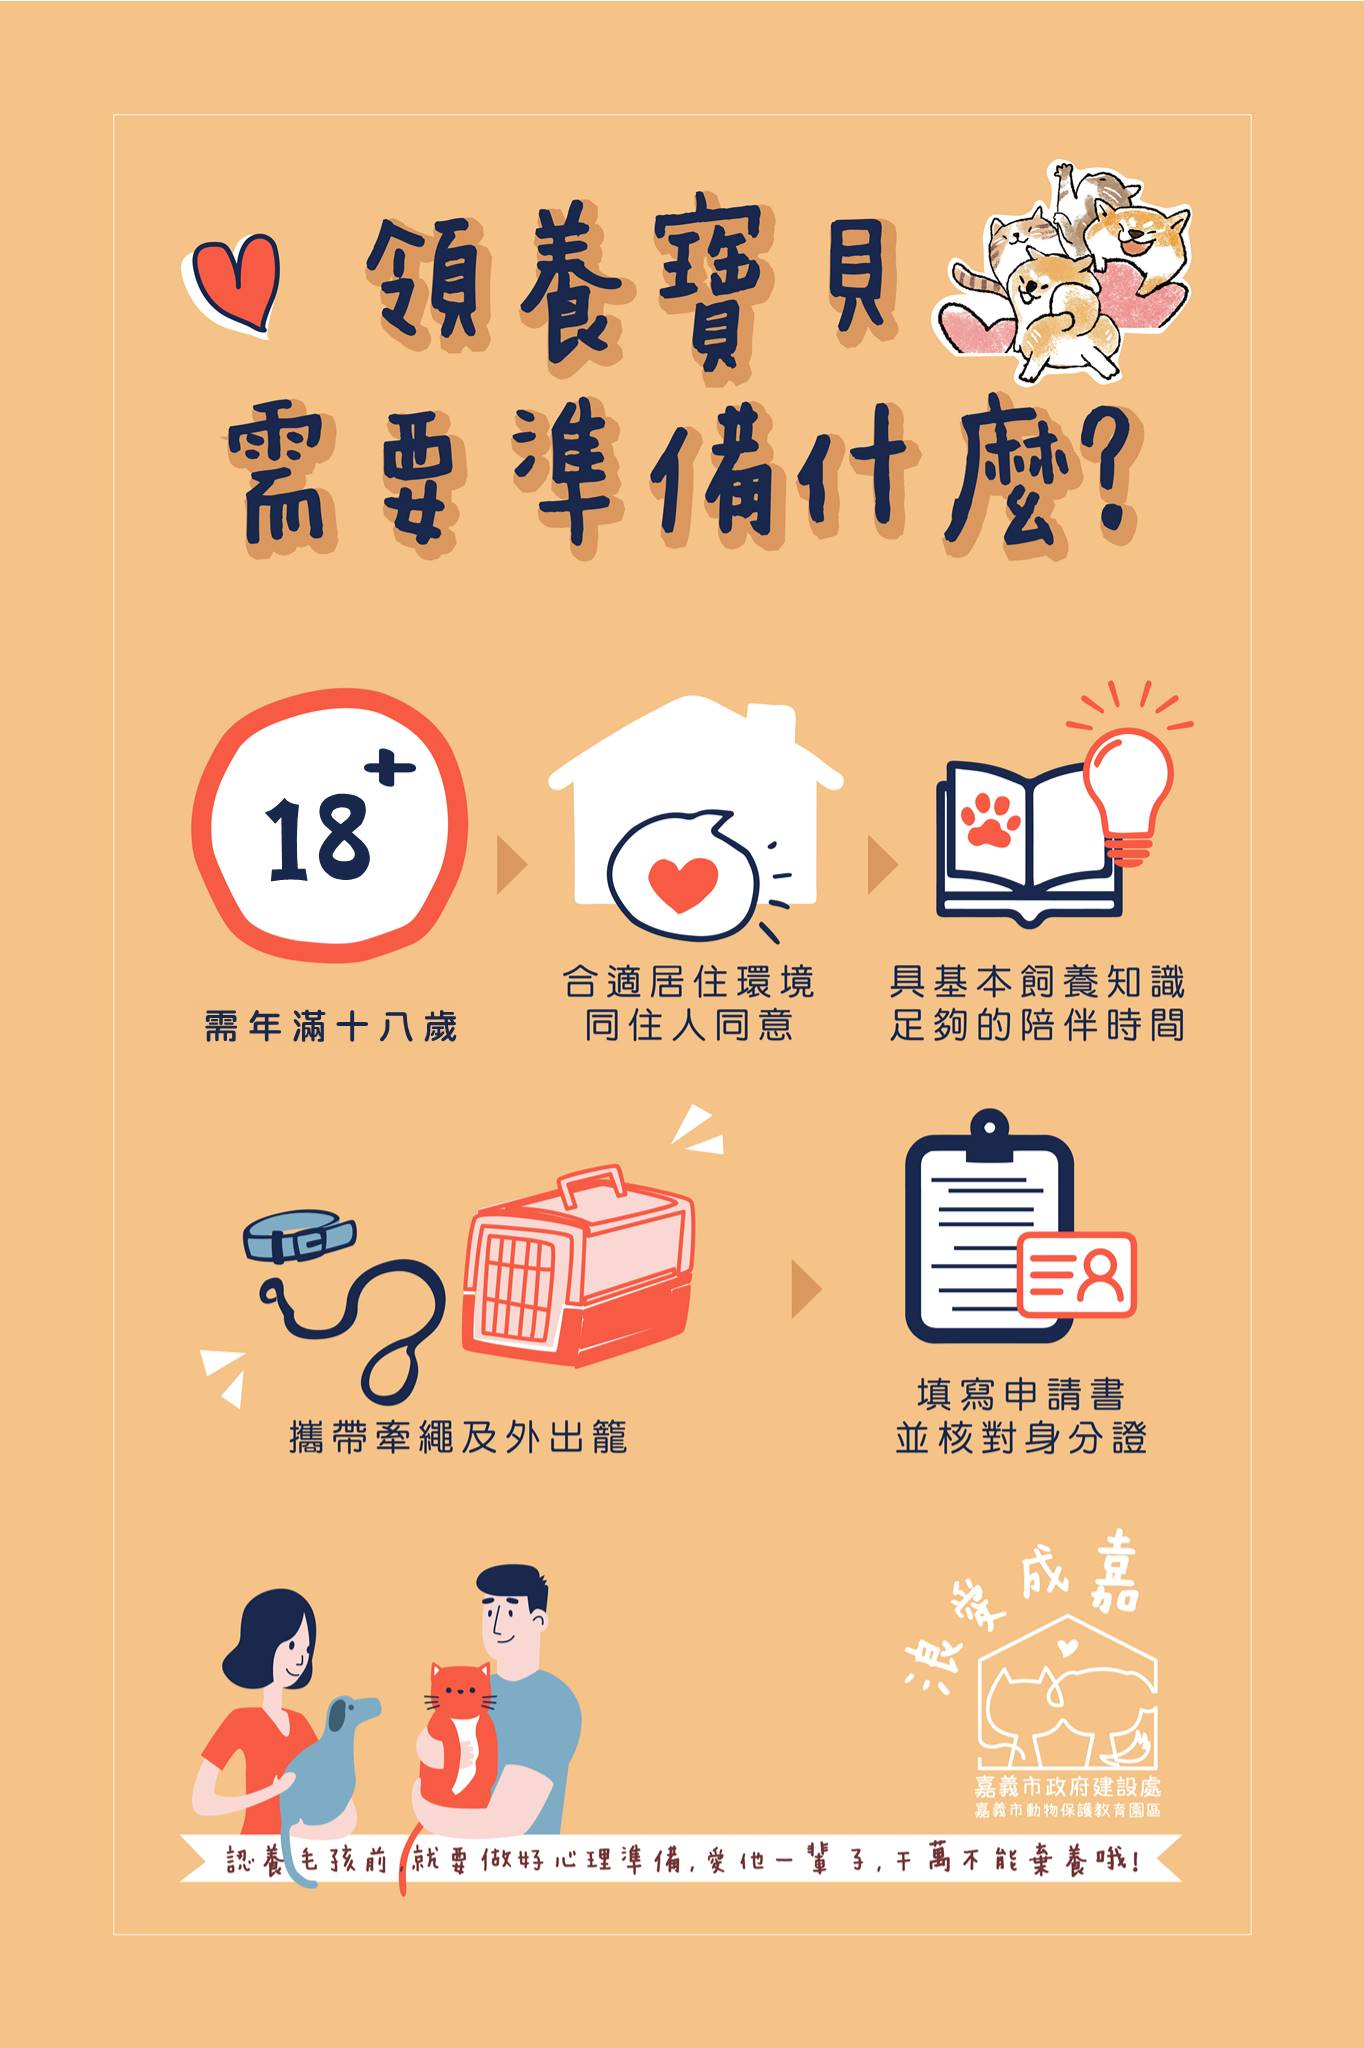 領養寶貝
需要準備什麼?
18+
需年滿十八歲
合適居住環境
同住人同意
具基本飼養知識
足夠的陪伴時間
攜帶牽繩及外出籠
填寫申請書
並核對身分證
浪愛成嘉
嘉義市政府建設處
嘉義市動物保護教育園區
認養毛孩前,就要做好心理準備,愛他一輩子,千萬不能棄養哦!